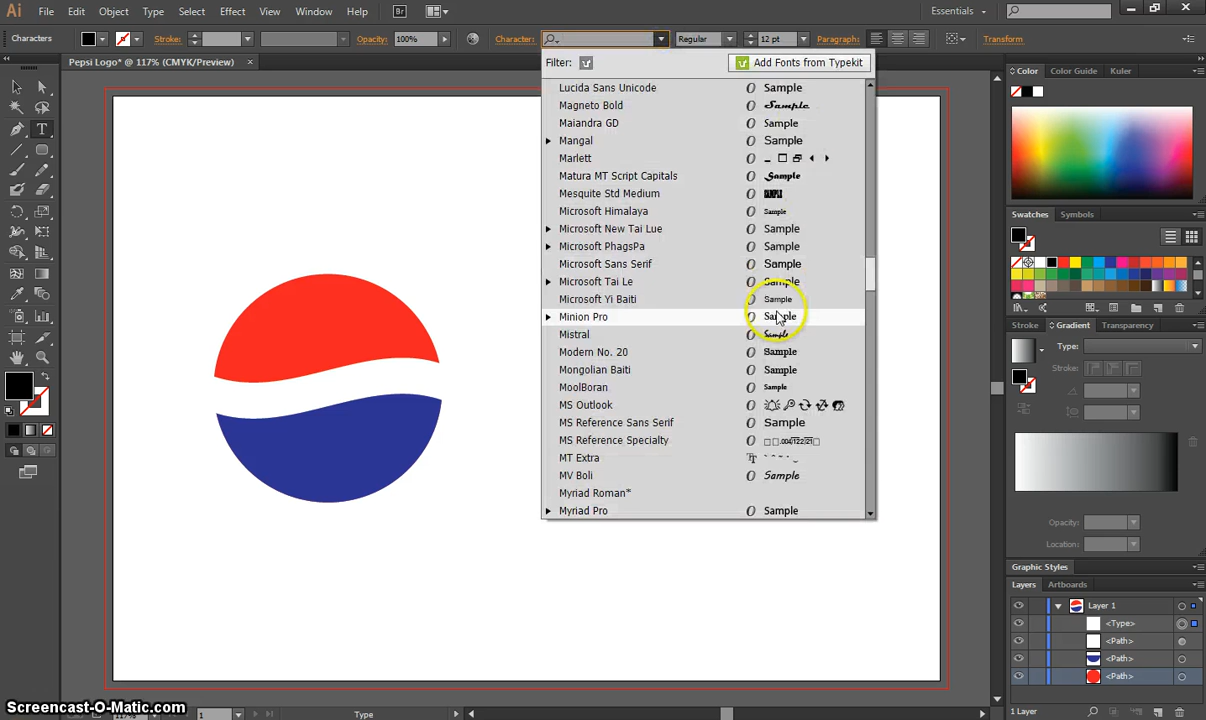 Ai File Edit Object Type Select Effect View Window Help Br Essentials
Characters Stroke: Opacity: 100% Character: Regular 12 pt Paragraph: Transform
Pepsi Logo* @ 117% (CMYK/Preview) ×
Filter: Add Fonts from Typekit
Lucida Sans Unicode Sample
Magneto Bold Sample
Maiandra GD Sample
Mangal Sample
Marlett
Matura MT Script Capitals Sample
Mesquite Std Medium
Microsoft Himalaya Sample
Microsoft New Tai Lue Sample
Microsoft PhagsPa Sample
Microsoft Sans Serif Sample
Microsoft Tai Le Sample
Microsoft Yi Baiti Sample
Minion Pro Sample
Mistral Sample
Modern No. 20 Sample
Mongolian Baiti Sample
MoolBoran Sample
MS Outlook
MS Reference Sans Serif Sample
MS Reference Specialty
MT Extra
MV Boli Sample
Myriad Roman*
Myriad Pro Sample
Color Color Guide Kuler
Swatches Symbols
Stroke Gradient Transparency
Type:
Stroke:
Opacity:
Location:
Graphic Styles
Layers Artboards
Layer 1
<Type>
<Path>
<Path>
<Path>
1 Layer
117% 1 Type
Screencast-O-Matic.com